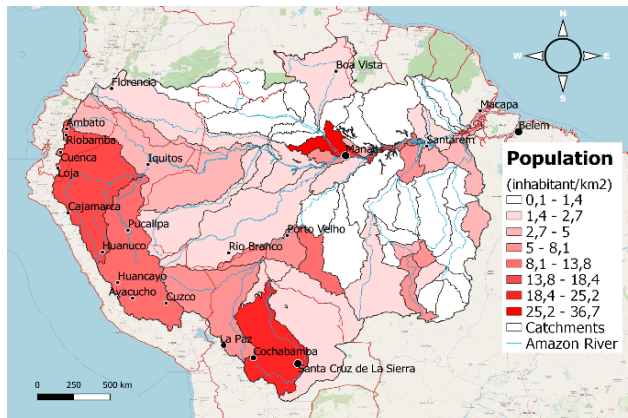 N
W E
S
Boa Vista
Florencia
Macapa
Belem
Ambato
Riobamba
Manaus
Santarem
Cuenca
Iquitos
Loja
Population
(inhabitant/km2)
0,1 - 1,4
1,4 - 2,7
2,7 - 5
5 - 8,1
8,1 - 13,8
13,8 - 18,4
18,4 - 25,2
25,2 - 36,7
Catchments
Amazon River
Cajamarca
Pucallpa
Porto Velho
Huanuco
Rio Branco
Huancayo
Ayacucho
Cuzco
La Paz
Cochabamba
Santa Cruz de La Sierra
0 250 500 km